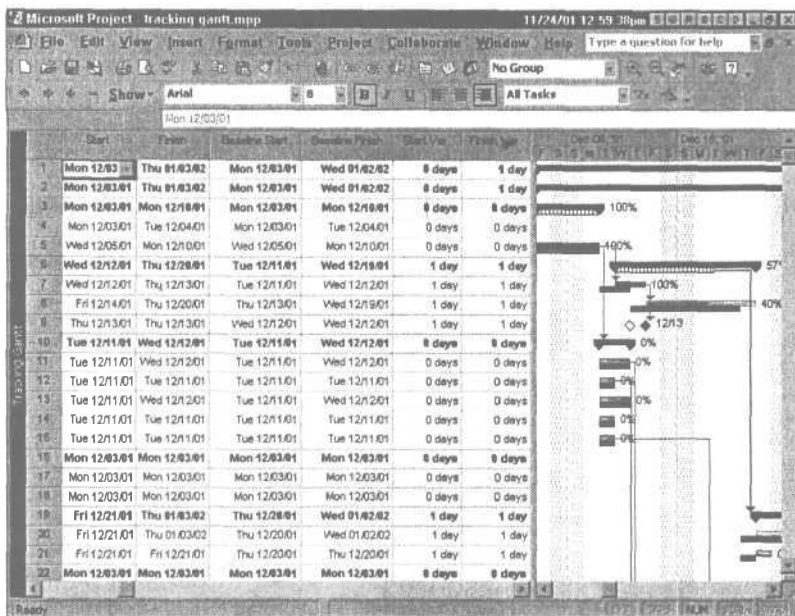 Microsoft Project - tracking gantt.mpp 11/24/01 12:59:38pm
File Edit View Insert Format Tools Project Collaborate Window Help Type a question for help
No Group
Show Arial 8 B I U All Tasks
Mon 12/03/01
Start Finish Baseline Start Baseline Finish Start Var. Finish Var. Dec 09, '01 Dec 16, '01
1 Mon 12/03 Thu 01/03/02 Mon 12/03/01 Wed 01/02/02 0 days 1 day
2 Mon 12/03/01 Thu 01/03/02 Mon 12/03/01 Wed 01/02/02 0 days 1 day
3 Mon 12/03/01 Mon 12/10/01 Mon 12/03/01 Mon 12/10/01 0 days 0 days 100%
4 Mon 12/03/01 Tue 12/04/01 Mon 12/03/01 Tue 12/04/01 0 days 0 days
5 Wed 12/05/01 Mon 12/10/01 Wed 12/05/01 Mon 12/10/01 0 days 0 days 100%
6 Wed 12/12/01 Thu 12/20/01 Tue 12/11/01 Wed 12/19/01 1 day 1 day 57%
7 Wed 12/12/01 Thu 12/13/01 Tue 12/11/01 Wed 12/12/01 1 day 1 day 100%
8 Fri 12/14/01 Thu 12/20/01 Thu 12/13/01 Wed 12/19/01 1 day 1 day 40%
9 Thu 12/13/01 Thu 12/13/01 Wed 12/12/01 Wed 12/12/01 1 day 1 day 12/13
10 Tue 12/11/01 Wed 12/12/01 Tue 12/11/01 Wed 12/12/01 0 days 0 days 0%
11 Tue 12/11/01 Wed 12/12/01 Tue 12/11/01 Wed 12/12/01 0 days 0 days 0%
12 Tue 12/11/01 Tue 12/11/01 Tue 12/11/01 Tue 12/11/01 0 days 0 days 0%
13 Tue 12/11/01 Wed 12/12/01 Tue 12/11/01 Wed 12/12/01 0 days 0 days 0%
14 Tue 12/11/01 Tue 12/11/01 Tue 12/11/01 Tue 12/11/01 0 days 0 days 0%
15 Tue 12/11/01 Tue 12/11/01 Tue 12/11/01 Tue 12/11/01 0 days 0 days 0%
16 Mon 12/03/01 Mon 12/03/01 Mon 12/03/01 Mon 12/03/01 0 days 0 days
17 Mon 12/03/01 Mon 12/03/01 Mon 12/03/01 Mon 12/03/01 0 days 0 days
18 Mon 12/03/01 Mon 12/03/01 Mon 12/03/01 Mon 12/03/01 0 days 0 days
19 Fri 12/21/01 Thu 01/03/02 Thu 12/20/01 Wed 01/02/02 1 day 1 day
20 Fri 12/21/01 Thu 01/03/02 Thu 12/20/01 Wed 01/02/02 1 day 1 day
21 Fri 12/21/01 Fri 12/21/01 Thu 12/20/01 Thu 12/20/01 1 day 1 day
22 Mon 12/03/01 Mon 12/03/01 Mon 12/03/01 Mon 12/03/01 0 days 0 days
Tracking Gantt
Ready NUM